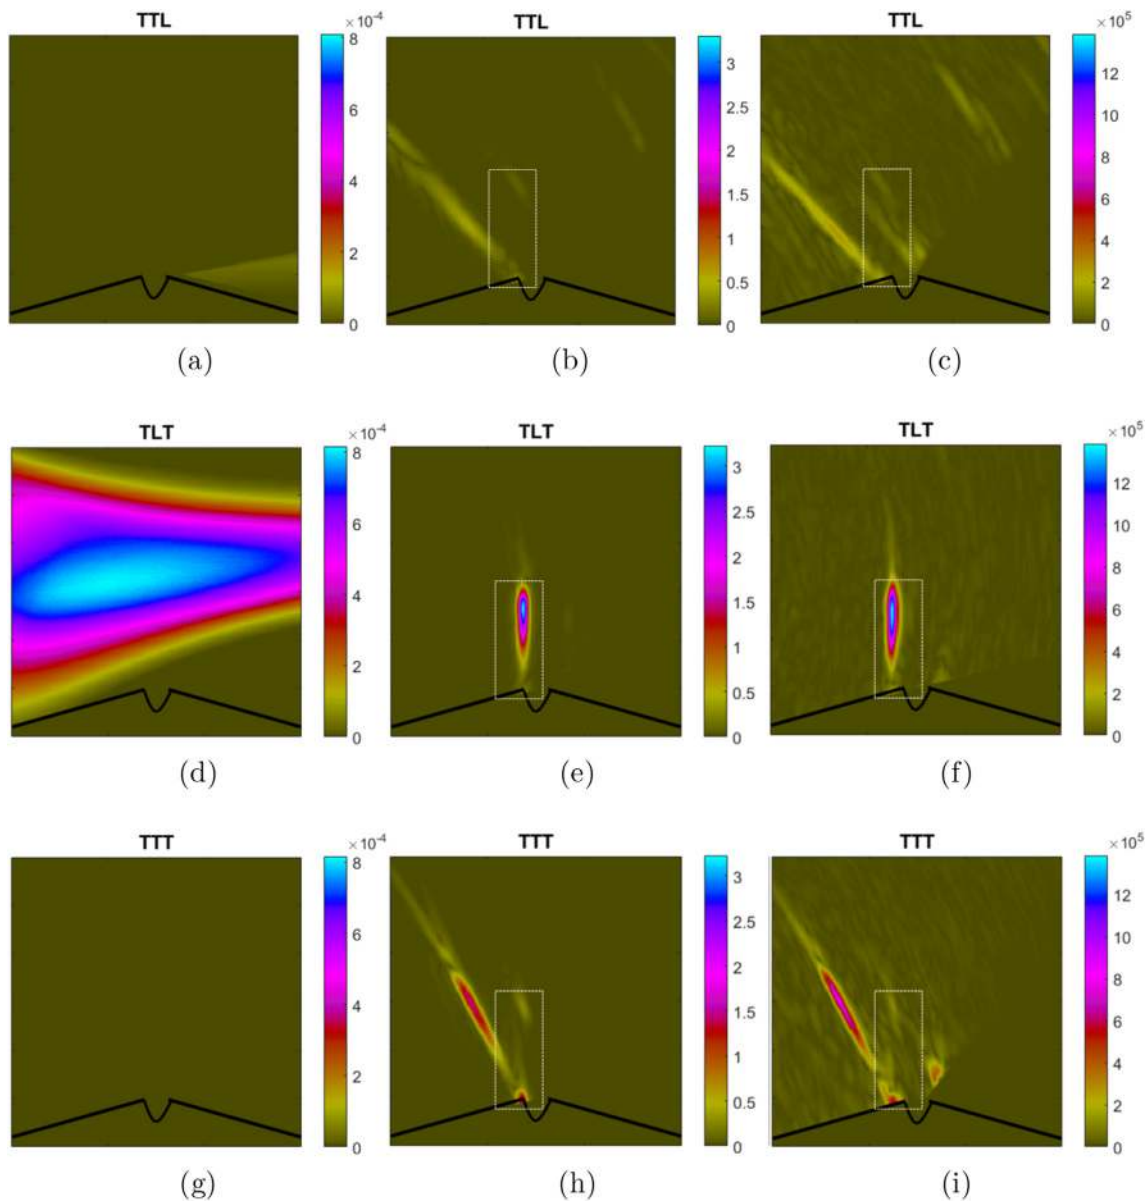 TTL TTL TTL
×10⁻⁴ ×10⁵
8 6 4 2 0
3 2.5 2 1.5 1 0.5 0
12 10 8 6 4 2 0
(a) (b) (c)
TLT TLT TLT
×10⁻⁴ ×10⁵
8 6 4 2 0
3 2.5 2 1.5 1 0.5 0
12 10 8 6 4 2 0
(d) (e) (f)
TTT TTT TTT
×10⁻⁴ ×10⁵
8 6 4 2 0
3 2.5 2 1.5 1 0.5 0
12 10 8 6 4 2 0
(g) (h) (i)